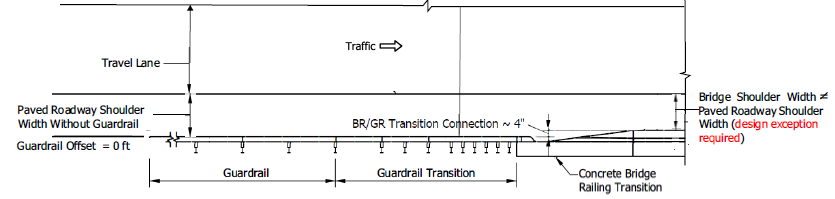 Traffic
Travel Lane
Paved Roadway Shoulder
Width Without Guardrail
Guardrail Offset = 0 ft
BR/GR Transition Connection ~ 4"
Bridge Shoulder Width ≠
Paved Roadway Shoulder
Width (design exception
required)
Guardrail
Guardrail Transition
Concrete Bridge
Railing Transition